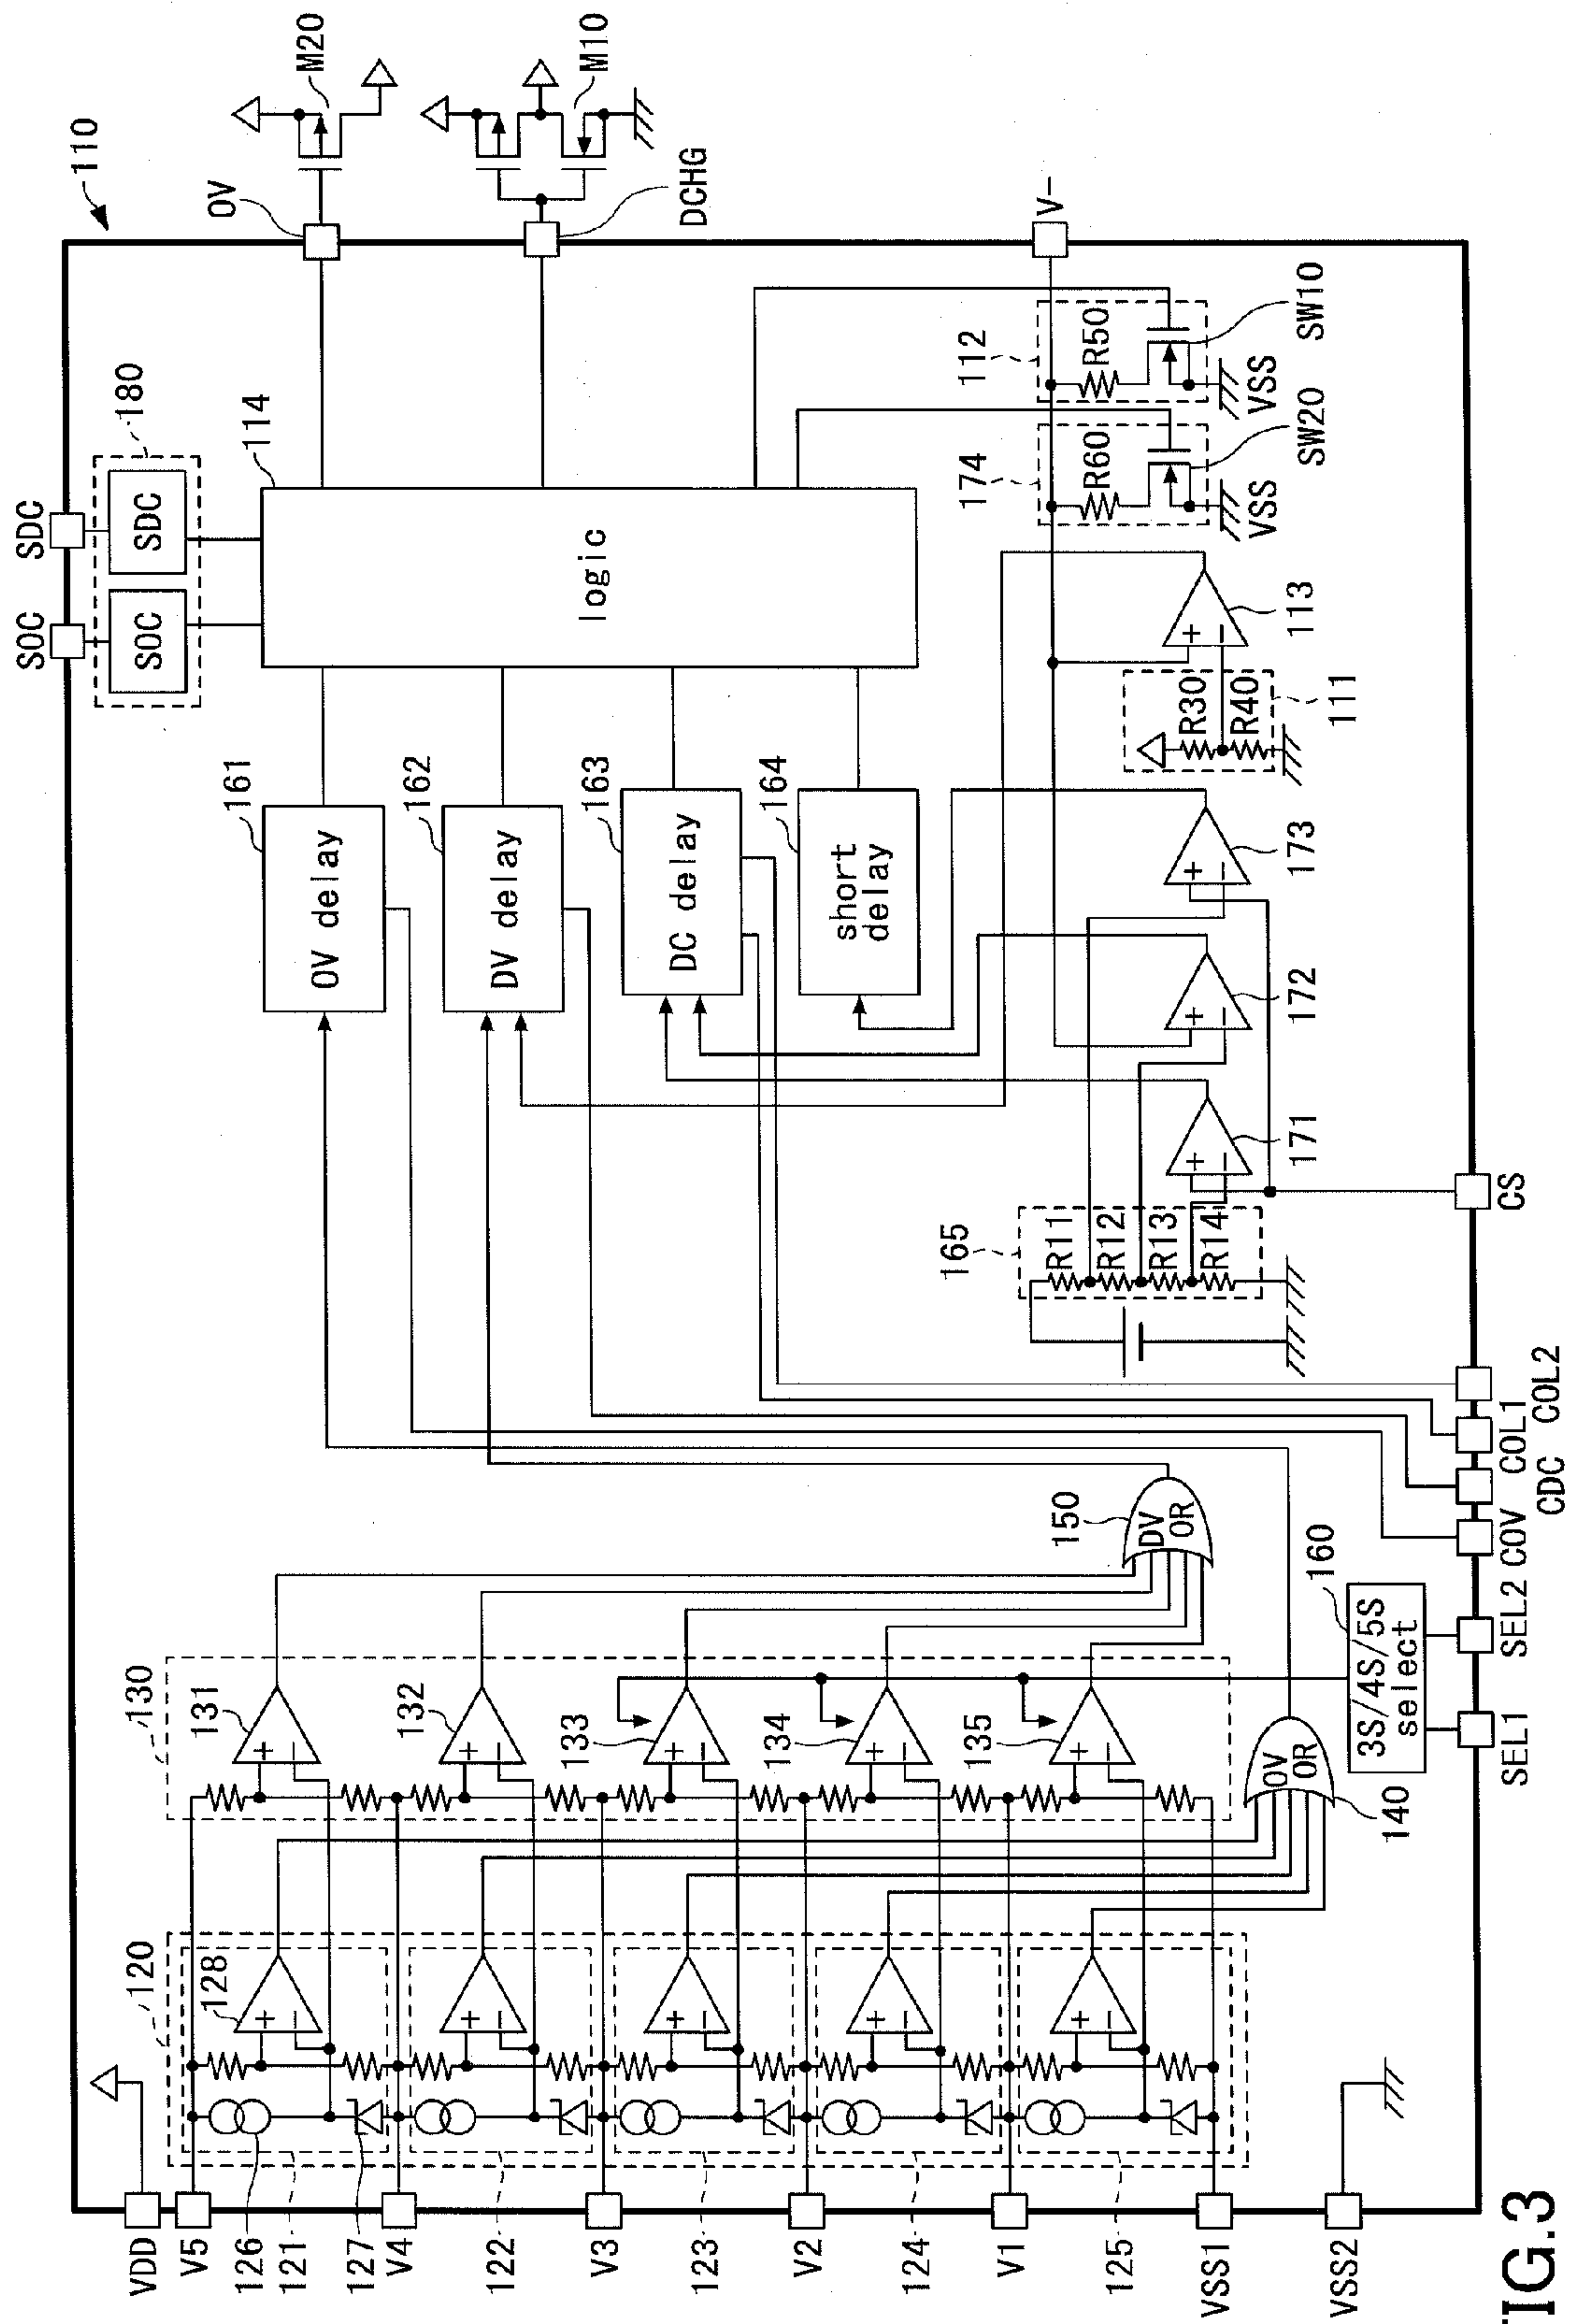 FIG.3
110
VDD
V5
126
121
127
V4
122
V3
123
V2
124
V1
125
VSS1
VSS2
120
128
+
−
+
−
+
−
+
−
+
−
130
131
+
−
132
+
−
133
+
−
134
+
−
135
+
−
OV
OR
140
DV
OR
150
3S/4S/5S
select
160
SEL1
SEL2
COV
CDC
COL1
COL2
CS
OV delay
161
DV delay
162
DC delay
163
short
delay
164
165
R11
R12
R13
R14
+
−
171
+
−
172
+
−
173
R30
R40
111
+
−
113
logic
114
SOC
SDC
SOC
SDC
180
174
R60
VSS
SW20
112
R50
VSS
SW10
OV
M20
DCHG
M10
V−